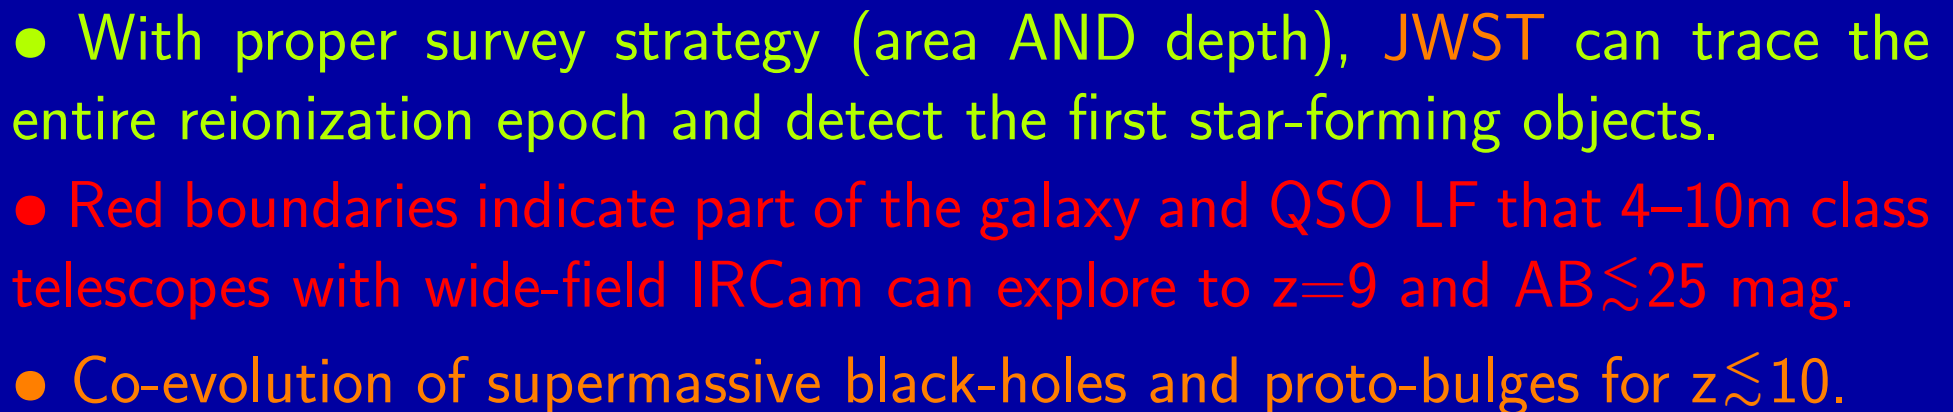 ● With proper survey strategy (area AND depth), JWST can trace the
entire reionization epoch and detect the first star-forming objects.
● Red boundaries indicate part of the galaxy and QSO LF that 4–10m class
telescopes with wide-field IRCam can explore to z=9 and AB≲25 mag.
● Co-evolution of supermassive black-holes and proto-bulges for z≲10.